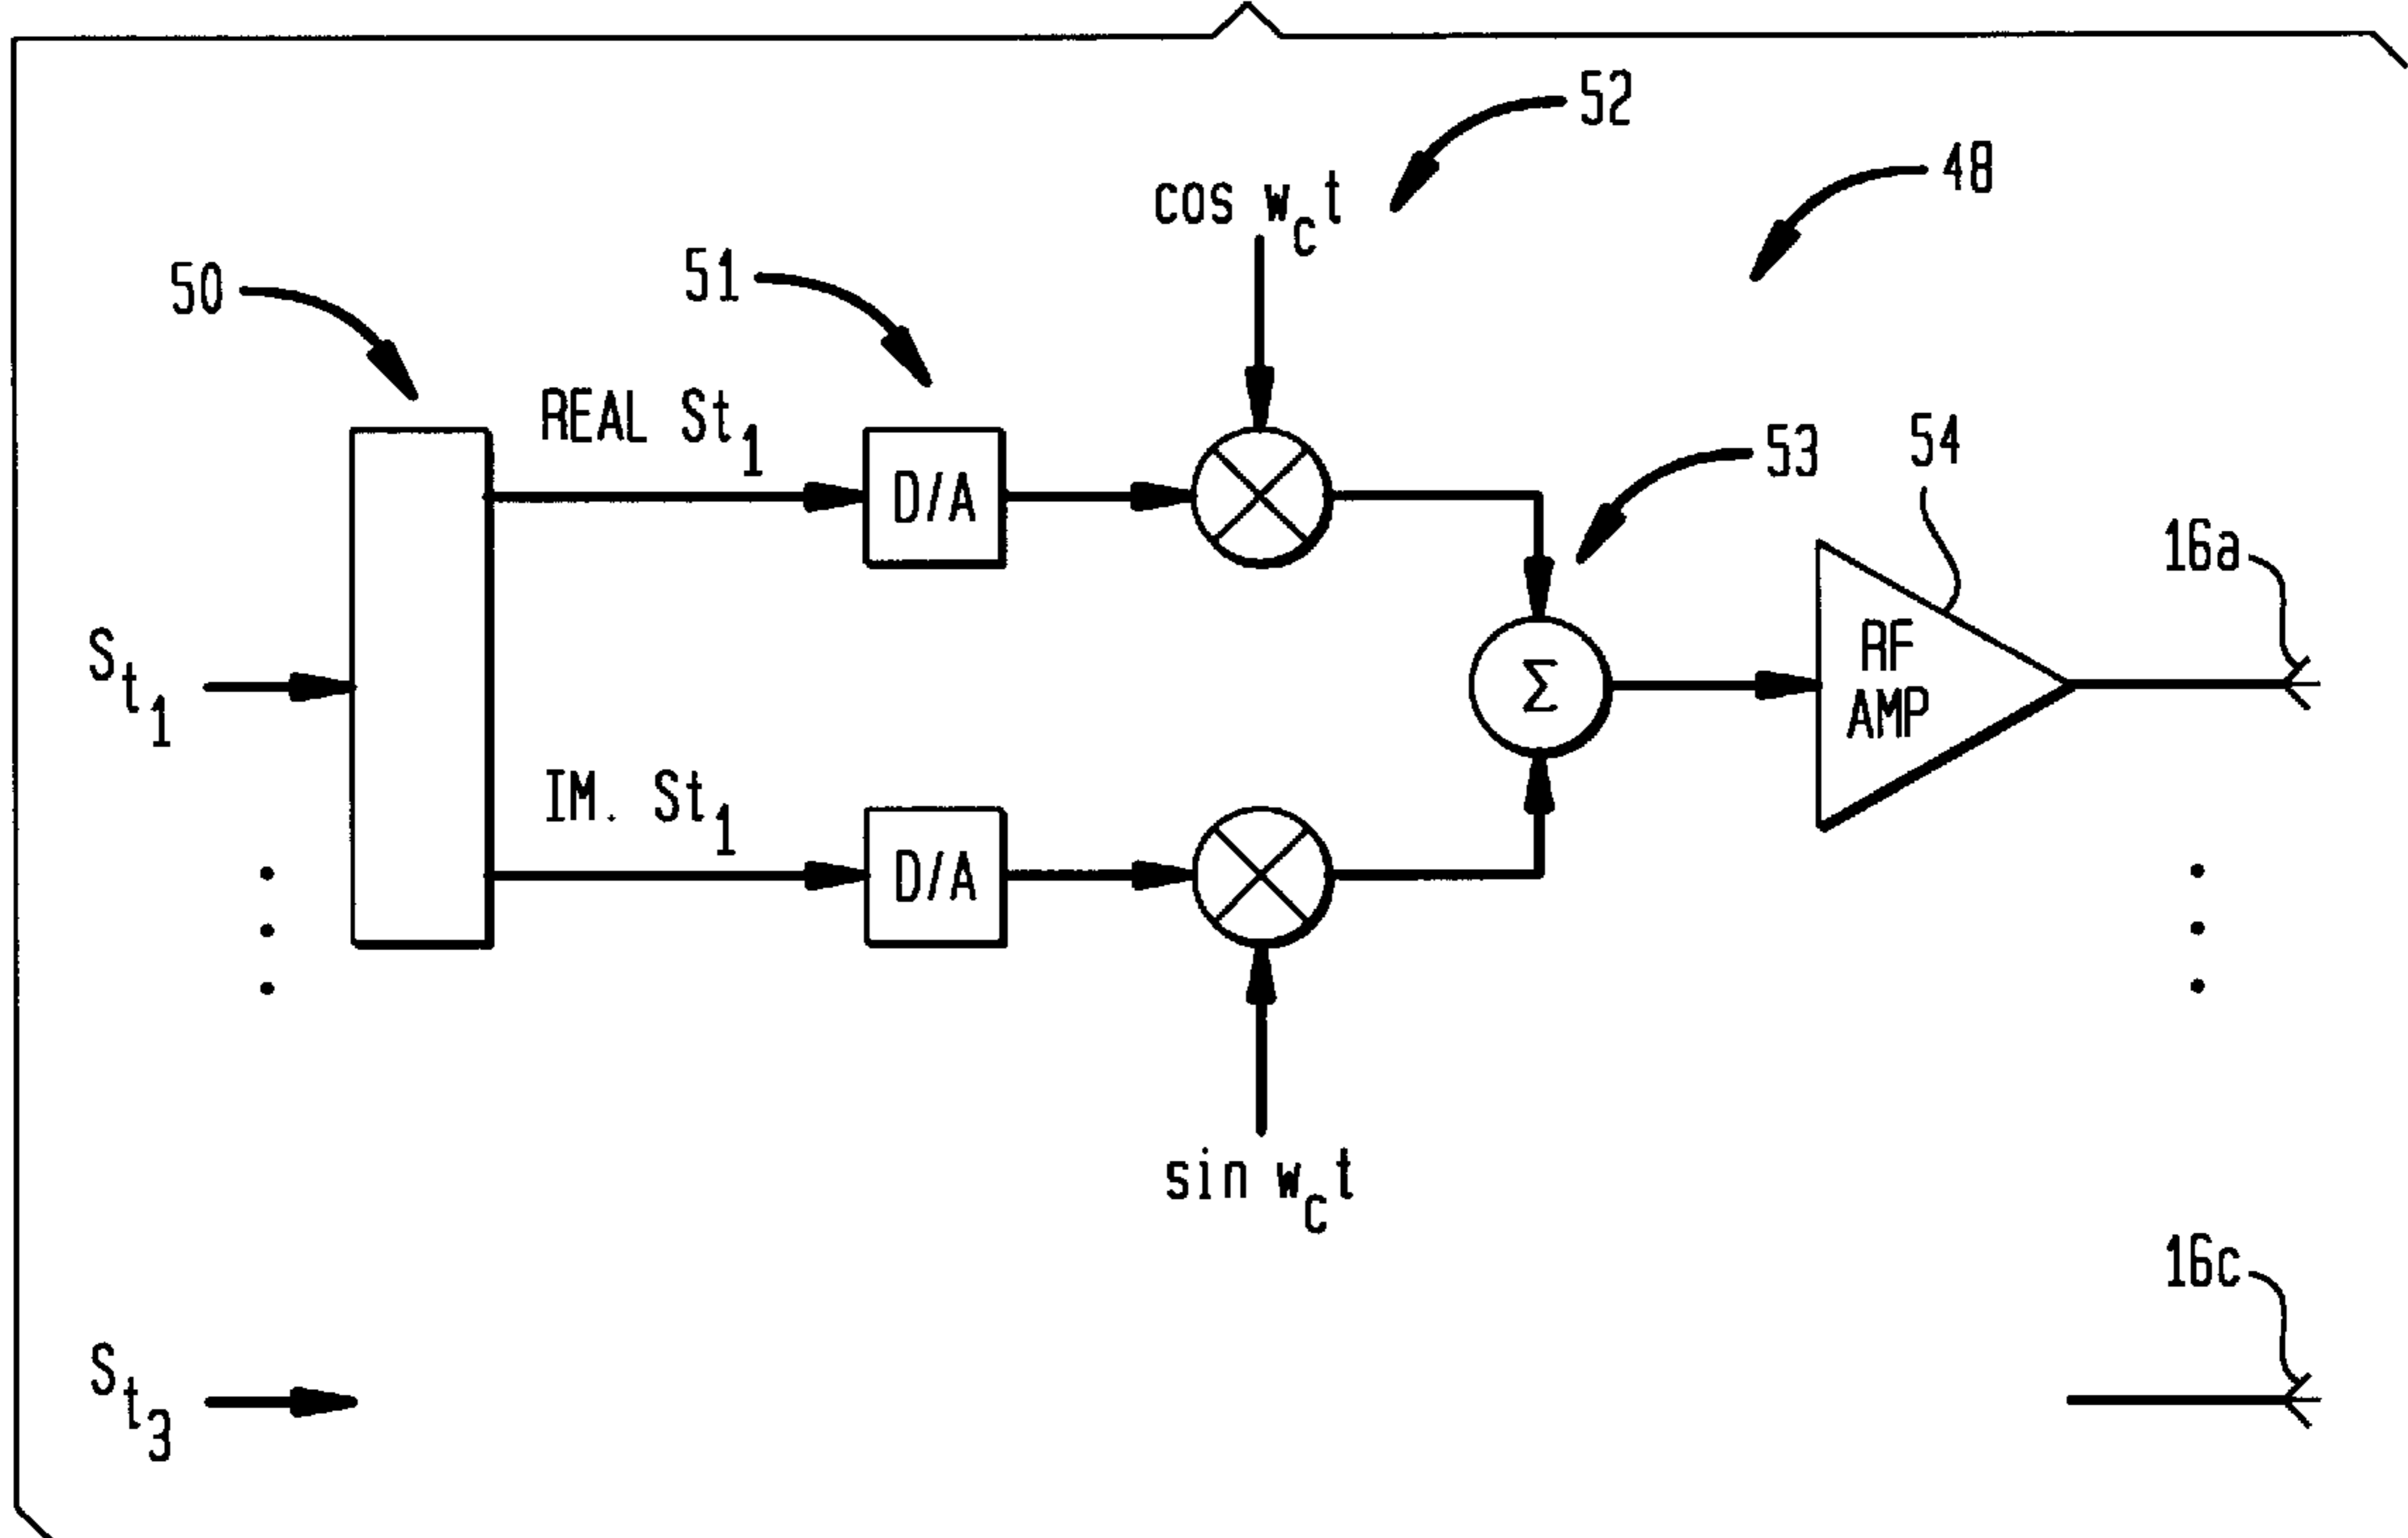 52
48
cos w_c t
50
51
REAL St_1
53
54
D/A
16a
RF
AMP
S_t_1
Σ
IM. St_1
D/A
sin w_c t
16c
S_t_3